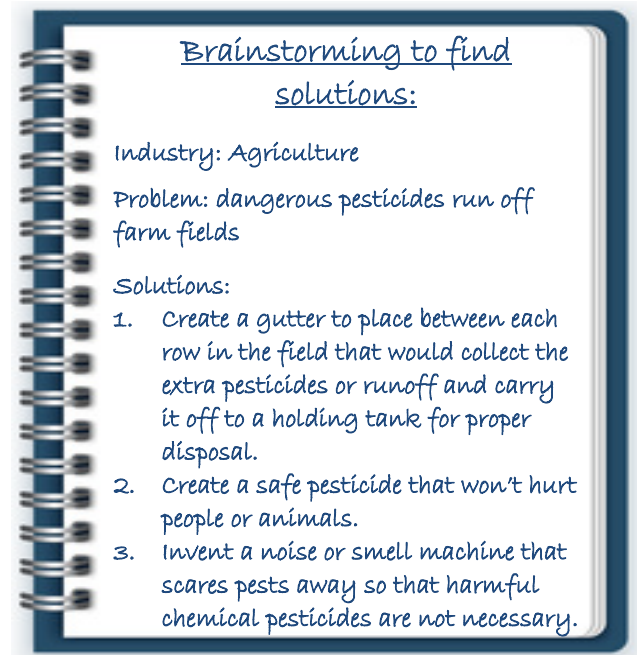 Brainstorming to find
solutions:
Industry: Agriculture
Problem: dangerous pesticides run off
farm fields
Solutions:
1. Create a gutter to place between each
row in the field that would collect the
extra pesticides or runoff and carry
it off to a holding tank for proper
disposal.
2. Create a safe pesticide that won't hurt
people or animals.
3. Invent a noise or smell machine that
scares pests away so that harmful
chemical pesticides are not necessary.